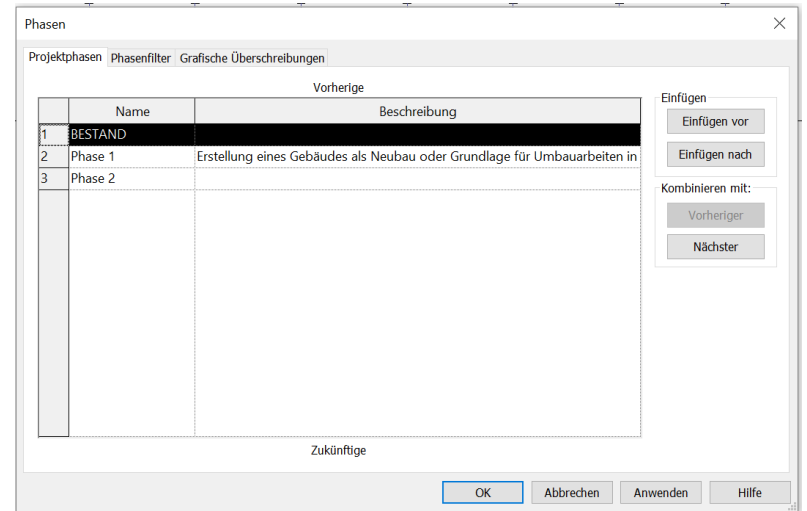 Phasen
Projektphasen Phasenfilter Grafische Überschreibungen
Vorherige
Name Beschreibung
1 BESTAND
2 Phase 1 Erstellung eines Gebäudes als Neubau oder Grundlage für Umbauarbeiten in
3 Phase 2
Zukünftige
Einfügen
Einfügen vor
Einfügen nach
Kombinieren mit:
Vorheriger
Nächster
OK Abbrechen Anwenden Hilfe